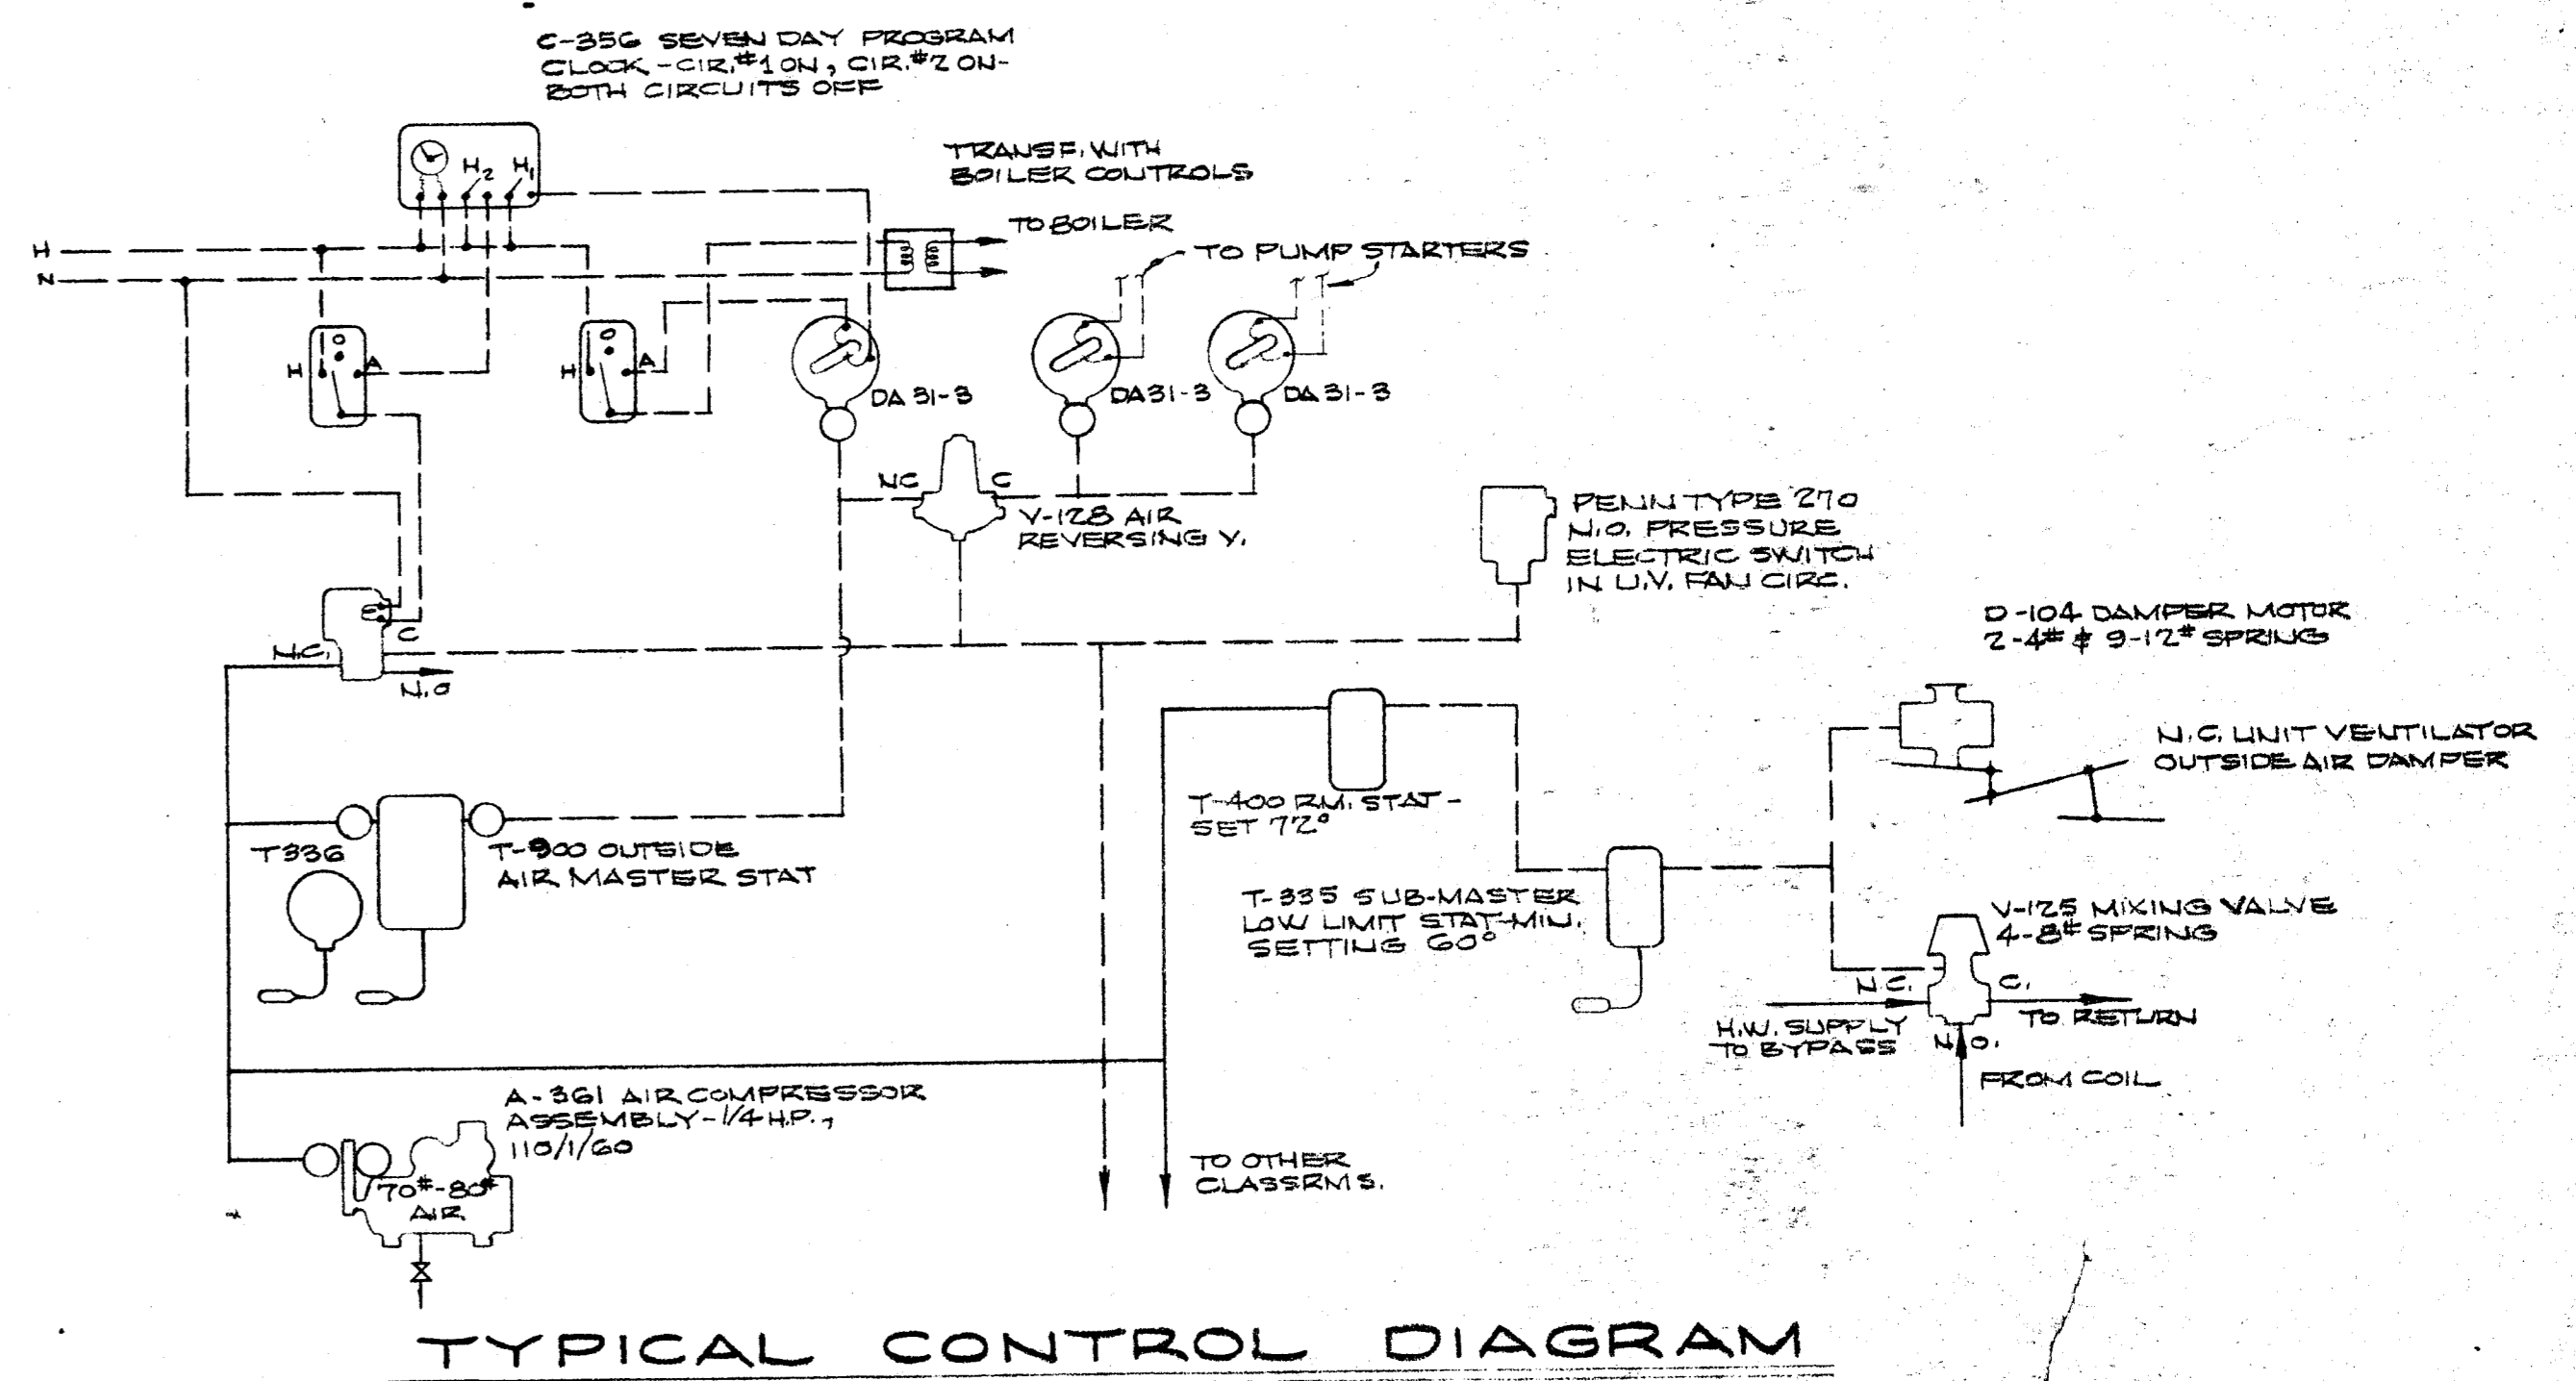 C-356 SEVEN DAY PROGRAM
CLOCK - CIR.#1 ON, CIR.#2 ON-
BOTH CIRCUITS OFF
H2 H1
TRANSF. WITH
BOILER CONTROLS
TO BOILER
TO PUMP STARTERS
H
N
O
H A
O
H A
DA 31-3
DA 31-3
DA 31-3
NC C
V-128 AIR
REVERSING V.
PENN TYPE 270
N.O. PRESSURE
ELECTRIC SWITCH
IN U.V. FAN CIRC.
D-104 DAMPER MOTOR
2-4# & 9-12# SPRING
N.C. C
N.O
N.C. UNIT VENTILATOR
OUTSIDE AIR DAMPER
T-400 RM. STAT -
SET 72°
T336
T-900 OUTSIDE
AIR MASTER STAT
T-335 SUB-MASTER
LOW LIMIT STAT-MIN.
SETTING 60°
V-125 MIXING VALVE
4-8# SPRING
N.C. C.
H.W. SUPPLY
TO BYPASS
N.O.
TO RETURN
FROM COIL
A-361 AIR COMPRESSOR
ASSEMBLY - 1/4 H.P.,
110/1/60
70#-80#
AIR
TO OTHER
CLASSRMS.
TYPICAL CONTROL DIAGRAM